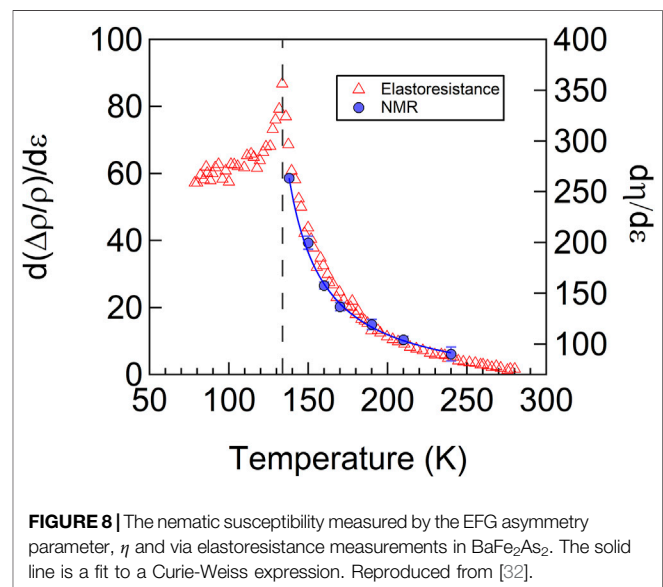 100
80
60
40
20
0
d(Δρ/ρ)/dε
400
350
300
250
200
150
100
dη/dε
Elastoresistance
NMR
50 100 150 200 250 300
Temperature (K)
FIGURE 8 | The nematic susceptibility measured by the EFG asymmetry
parameter, η and via elastoresistance measurements in BaFe₂As₂. The solid
line is a fit to a Curie-Weiss expression. Reproduced from [32].